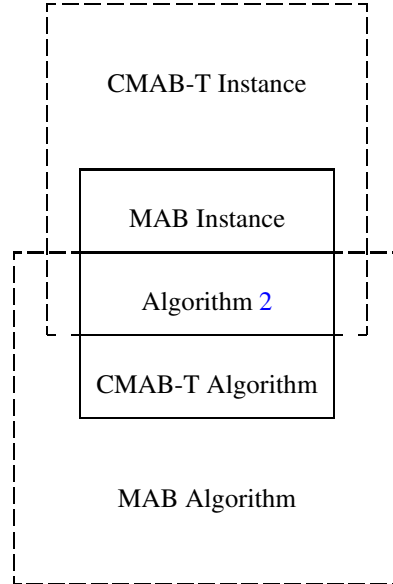 CMAB-T Instance
MAB Instance
Algorithm 2
CMAB-T Algorithm
MAB Algorithm